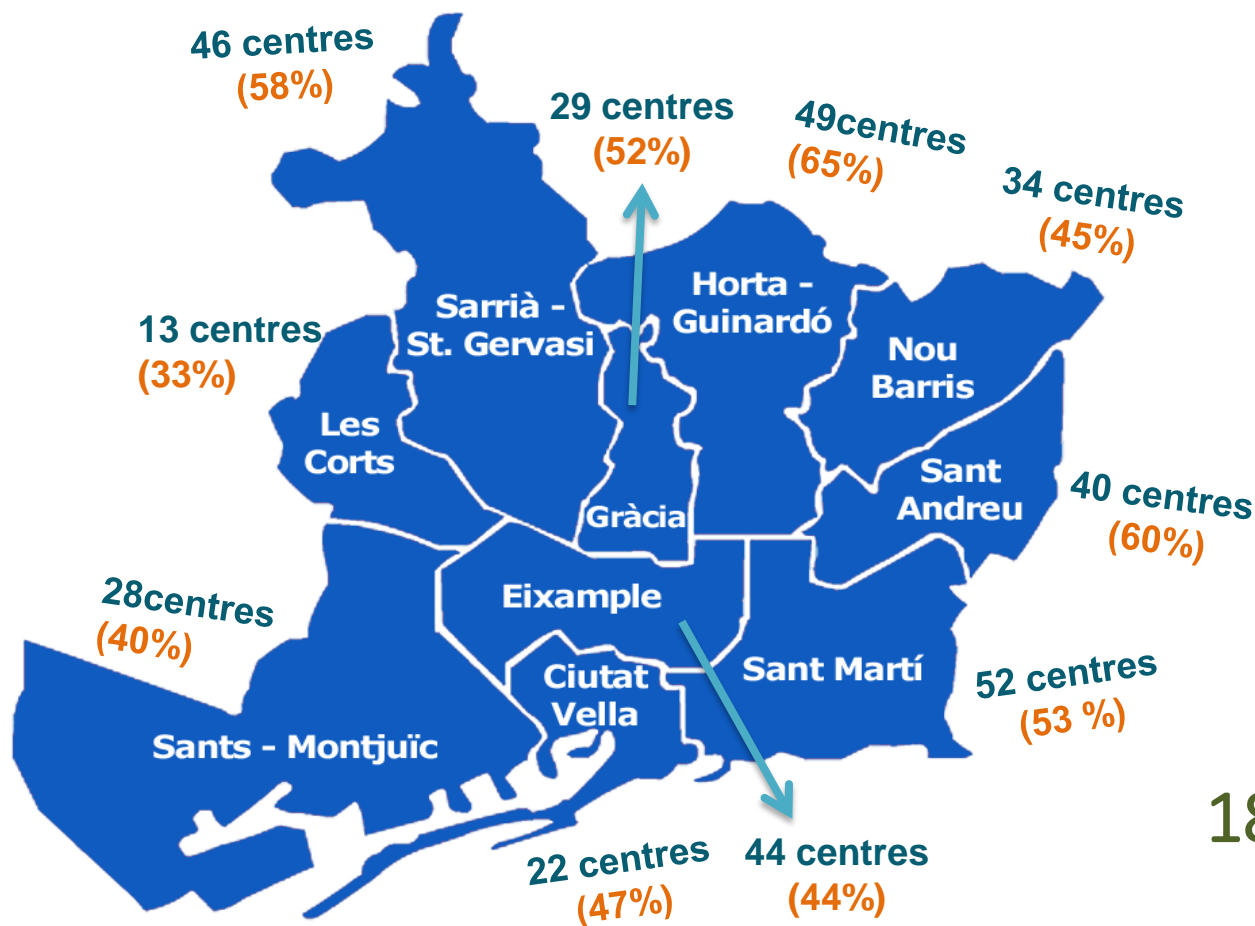 46 centres
(58%)
29 centres
(52%)
49centres
(65%)
34 centres
(45%)
13 centres
(33%)
Sarrià -
St. Gervasi
Horta -
Guinardó
Nou
Barris
Les
Corts
Gràcia
Sant
Andreu
40 centres
(60%)
28centres
(40%)
Eixample
Ciutat
Vella
Sant Martí
52 centres
(53 %)
Sants - Montjuïc
22 centres
(47%)
44 centres
(44%)
18